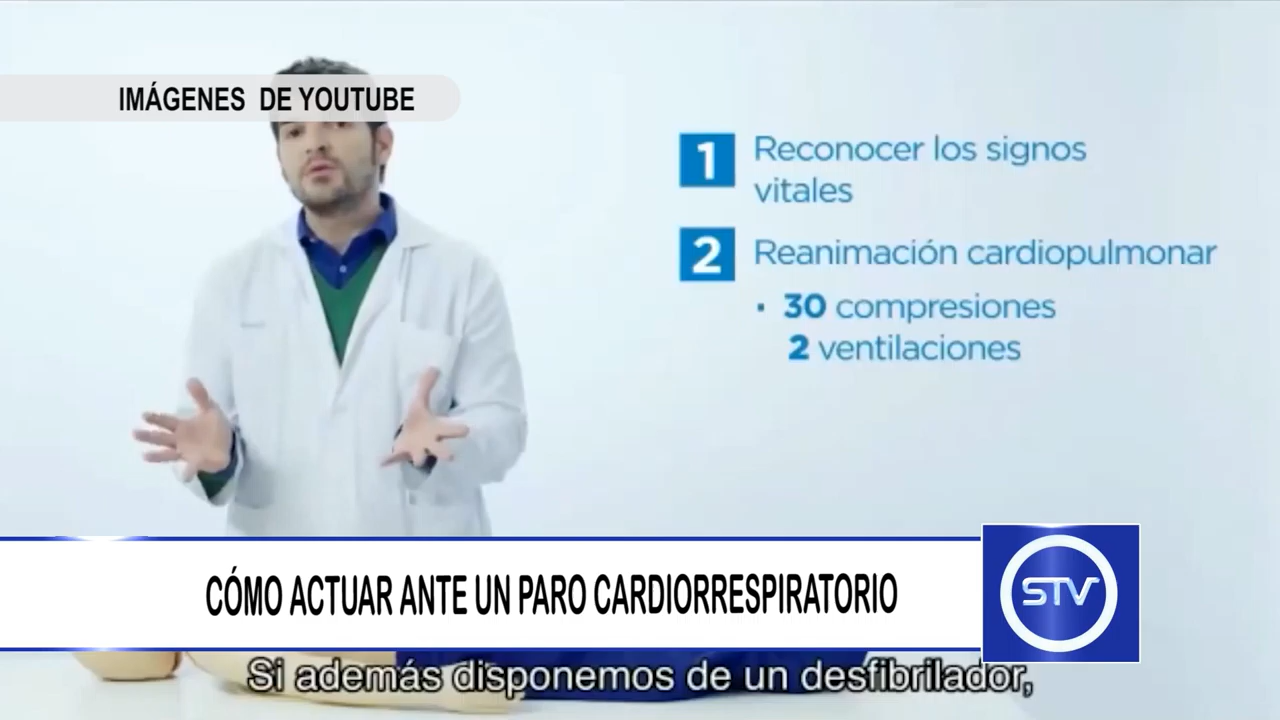 IMÁGENES DE YOUTUBE
1 Reconocer los signos
vitales
2 Reanimación cardiopulmonar
· 30 compresiones
2 ventilaciones
CÓMO ACTUAR ANTE UN PARO CARDIORRESPIRATORIO
STV
Si además disponemos de un desfibrilador,